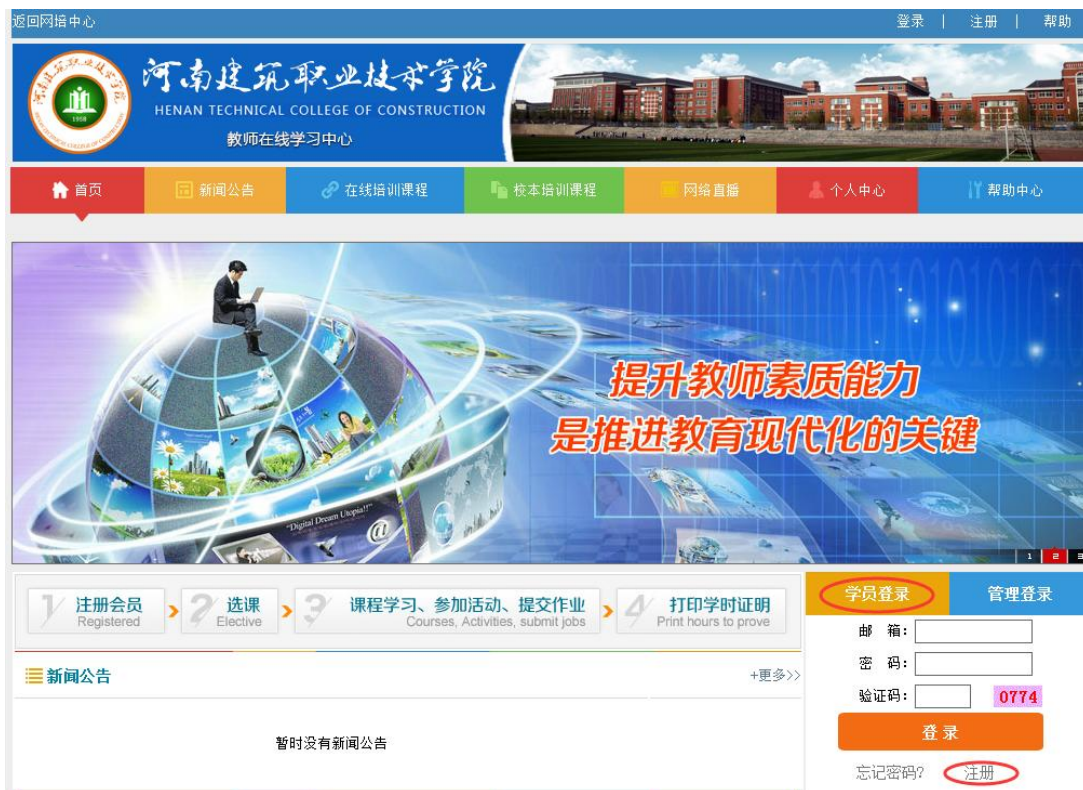 返回网培中心
登录 | 注册 | 帮助
河南建筑职业技术学院
HENAN TECHNICAL COLLEGE OF CONSTRUCTION
1958
教师在线学习中心
首页 新闻公告 在线培训课程 校本培训课程 网络直播 个人中心 帮助中心
提升教师素质能力
是推进教育现代化的关键
"Digital Dream Utopia!!"
@
1 2 3
1 注册会员 2 选课 3 课程学习、参加活动、提交作业 4 打印学时证明
Registered Elective Courses, Activities, submit jobs Print hours to prove
学员登录 管理登录
邮 箱:
密 码:
验证码: 0774
登录
忘记密码? 注册
新闻公告 +更多>>
暂时没有新闻公告